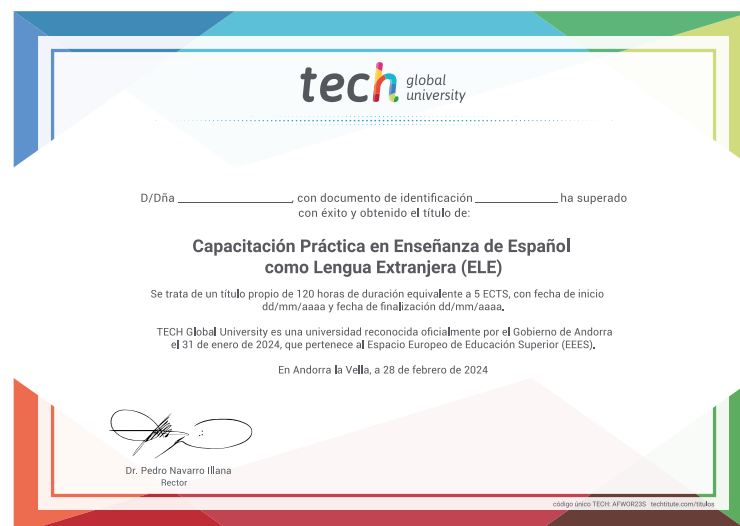 tech global university
D/Dña ________________, con documento de identificación ____________ ha superado
con éxito y obtenido el título de:
Capacitación Práctica en Enseñanza de Español
como Lengua Extranjera (ELE)
Se trata de un título propio de 120 horas de duración equivalente a 5 ECTS, con fecha de inicio
dd/mm/aaaa y fecha de finalización dd/mm/aaaa.
TECH Global University es una universidad reconocida oficialmente por el Gobierno de Andorra
el 31 de enero de 2024, que pertenece al Espacio Europeo de Educación Superior (EEES).
En Andorra la Vella, a 28 de febrero de 2024
Dr. Pedro Navarro Illana
Rector
código único TECH: AFWOR23S techtitute.com/titulos